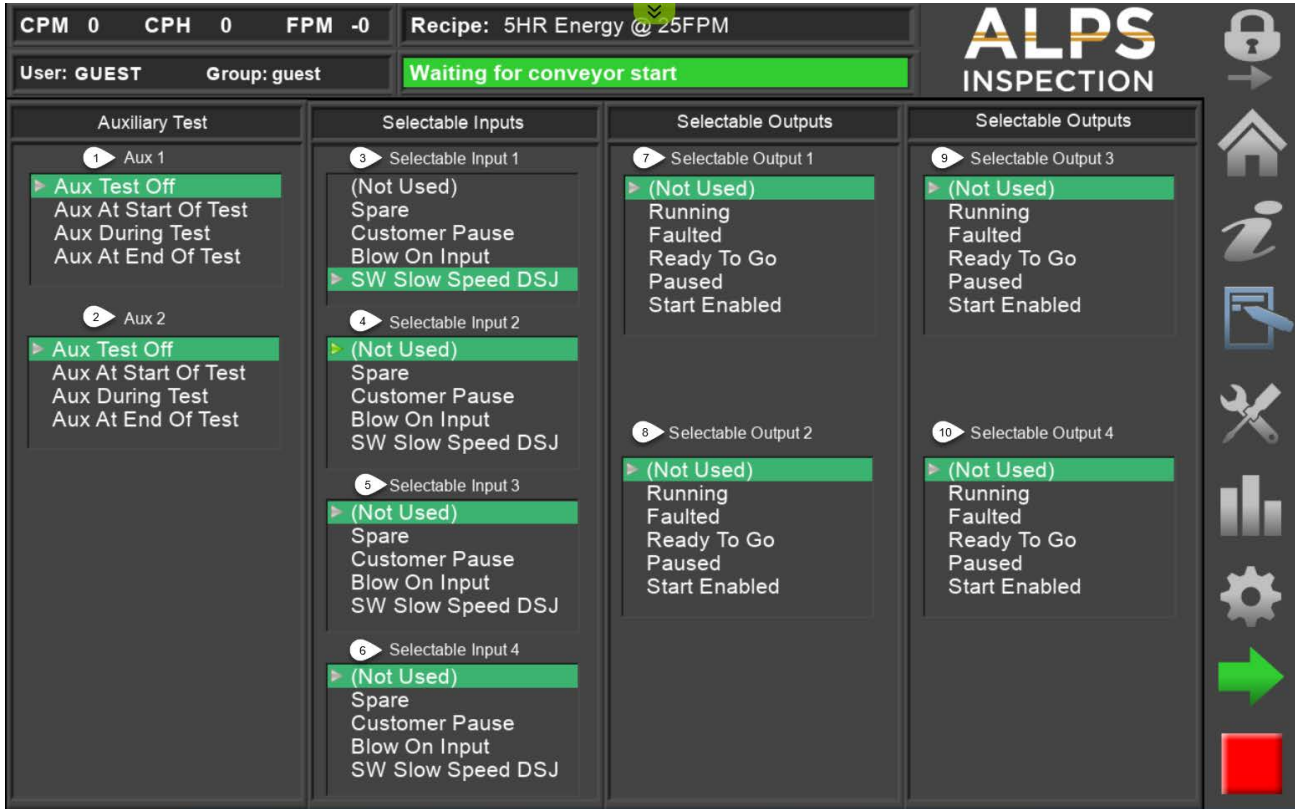 CPM 0 CPH 0 FPM -0
Recipe: 5HR Energy @ 25FPM
ALPS
INSPECTION
User: GUEST Group: guest
Waiting for conveyor start
Auxiliary Test
1 Aux 1
Aux Test Off
Aux At Start Of Test
Aux During Test
Aux At End Of Test
2 Aux 2
Aux Test Off
Aux At Start Of Test
Aux During Test
Aux At End Of Test
Selectable Inputs
3 Selectable Input 1
(Not Used)
Spare
Customer Pause
Blow On Input
SW Slow Speed DSJ
4 Selectable Input 2
(Not Used)
Spare
Customer Pause
Blow On Input
SW Slow Speed DSJ
5 Selectable Input 3
(Not Used)
Spare
Customer Pause
Blow On Input
SW Slow Speed DSJ
6 Selectable Input 4
(Not Used)
Spare
Customer Pause
Blow On Input
SW Slow Speed DSJ
Selectable Outputs
7 Selectable Output 1
(Not Used)
Running
Faulted
Ready To Go
Paused
Start Enabled
8 Selectable Output 2
(Not Used)
Running
Faulted
Ready To Go
Paused
Start Enabled
Selectable Outputs
9 Selectable Output 3
(Not Used)
Running
Faulted
Ready To Go
Paused
Start Enabled
10 Selectable Output 4
(Not Used)
Running
Faulted
Ready To Go
Paused
Start Enabled